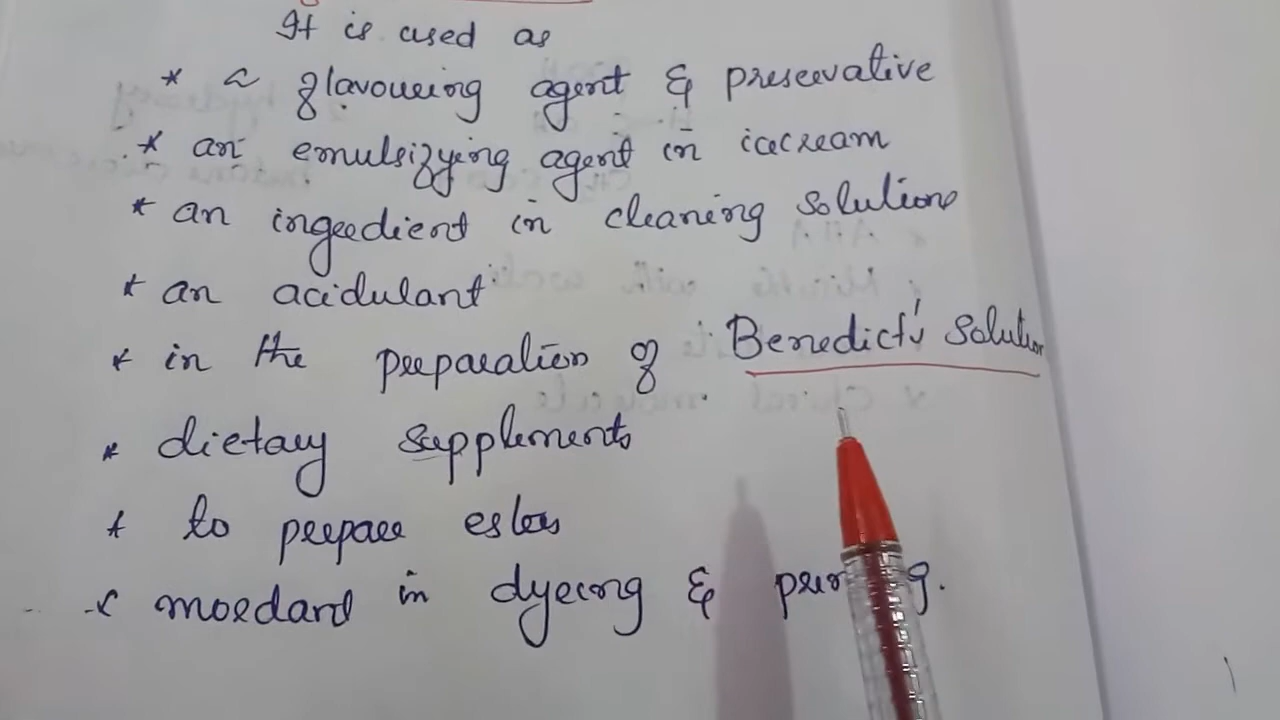 It is used as
* a flavouring agent & preservative
* an emulsifying agent in icecream
* an ingredient in cleaning solutions
* an acidulant
* in the preparation of Benedict's solution
* dietary supplements
* to prepare esters
* mordant in dyeing &